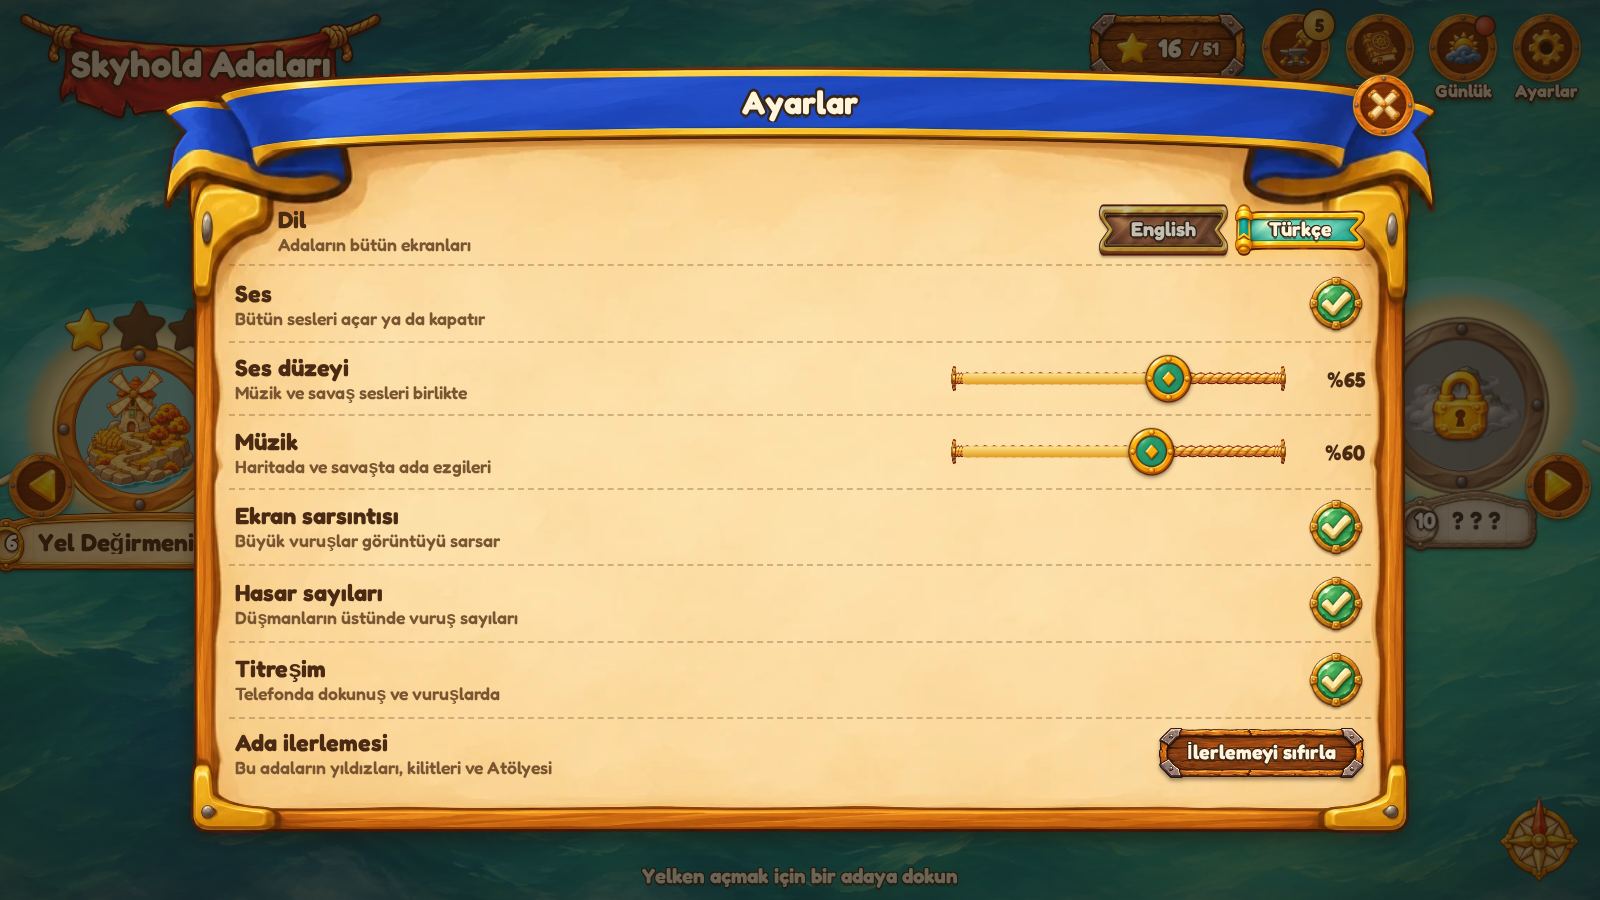 Skyhold Adaları
16 / 51
5
Günlük
Ayarlar
Ayarlar
Dil
Adaların bütün ekranları
English
Türkçe
Ses
Bütün sesleri açar ya da kapatır
Ses düzeyi
Müzik ve savaş sesleri birlikte
%65
Müzik
Haritada ve savaşta ada ezgileri
%60
Ekran sarsıntısı
Büyük vuruşlar görüntüyü sarsar
Hasar sayıları
Düşmanların üstünde vuruş sayıları
Titreşim
Telefonda dokunuş ve vuruşlarda
Ada ilerlemesi
Bu adaların yıldızları, kilitleri ve Atölyesi
İlerlemeyi sıfırla
6 Yel Değirmeni
10 ???
Yelken açmak için bir adaya dokun